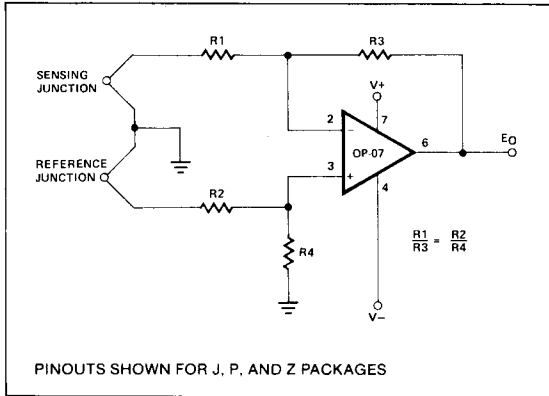 R1
R3
SENSING
JUNCTION
V+
7
2
−
6
EO
OP-07
REFERENCE
JUNCTION
3
+
4
R2
R1/R3 = R2/R4
R4
V−
PINOUTS SHOWN FOR J, P, AND Z PACKAGES